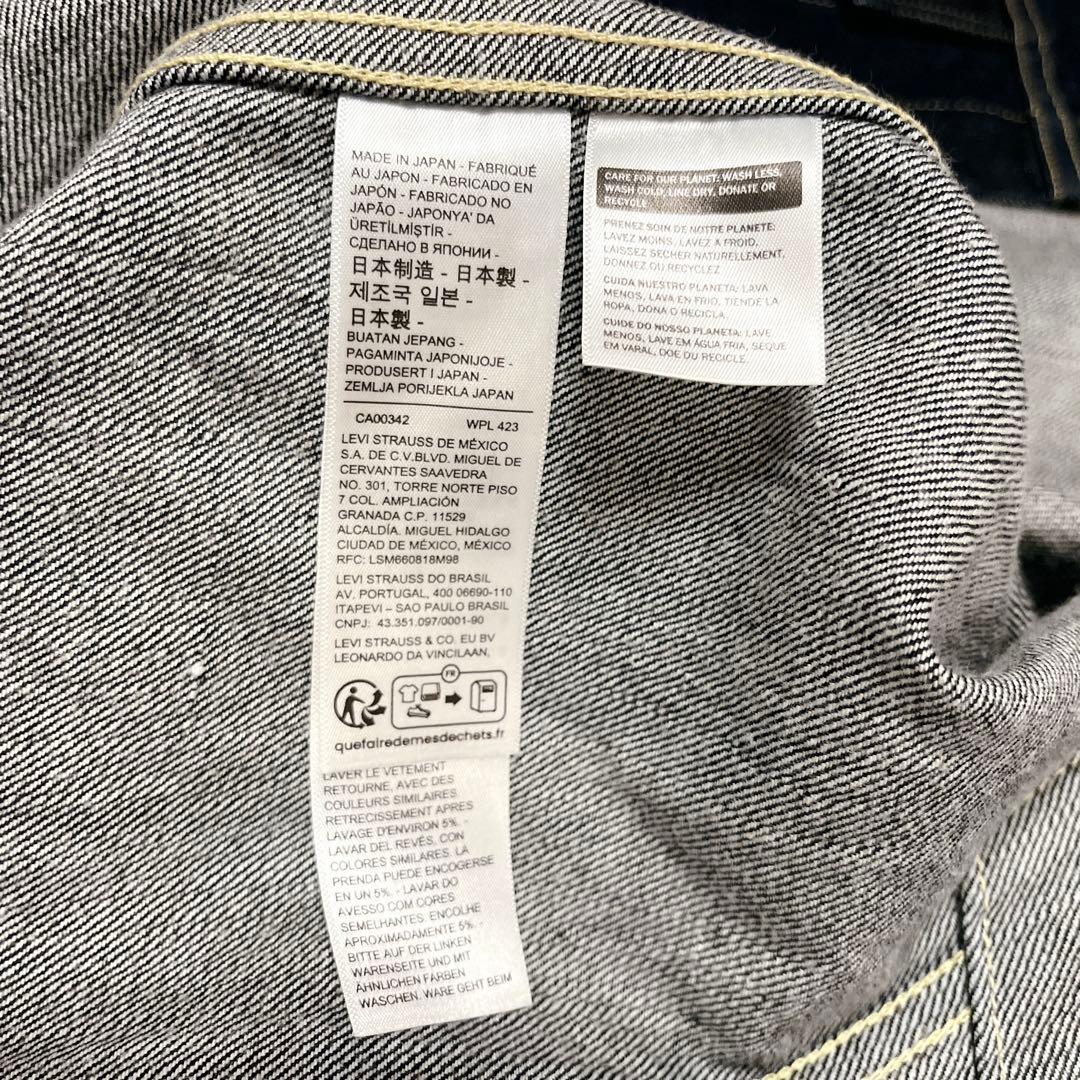 MADE IN JAPAN - FABRIQUÉ
AU JAPON - FABRICADO EN
JAPÓN - FABRICADO NO
JAPÃO - JAPONYA' DA
ÜRETİLMİŞTİR -
СДЕЛАНО В ЯПОНИИ -
日本制造 - 日本製 -
제조국 일본 -
日本製 -
BUATAN JEPANG -
PAGAMINTA JAPONIJOJE -
PRODUSERT I JAPAN -
ZEMLJA PORIJEKLA JAPAN
CA00342 WPL 423
LEVI STRAUSS DE MÉXICO
S.A. DE C.V.BLVD. MIGUEL DE
CERVANTES SAAVEDRA
NO. 301, TORRE NORTE PISO
7 COL. AMPLIACIÓN
GRANADA C.P. 11529
ALCALDÍA. MIGUEL HIDALGO
CIUDAD DE MÉXICO, MÉXICO
RFC: LSM660818M98
LEVI STRAUSS DO BRASIL
AV. PORTUGAL, 400 06690-110
ITAPEVI – SAO PAULO BRASIL
CNPJ: 43.351.097/0001-90
LEVI STRAUSS & CO. EU BV
LEONARDO DA VINCILAAN,
FR
quefairedemesdechets.fr
LAVER LE VETEMENT
RETOURNE, AVEC DES
COULEURS SIMILAIRES.
RETRECISSEMENT APRES
LAVAGE D'ENVIRON 5%. -
LAVAR DEL REVÉS, CON
COLORES SIMILARES. LA
PRENDA PUEDE ENCOGERSE
EN UN 5%. - LAVAR DO
AVESSO COM CORES
SEMELHANTES. ENCOLHE
APROXIMADAMENTE 5%. -
BITTE AUF DER LINKEN
WARENSEITE UND MIT
ÄHNLICHEN FARBEN
WASCHEN. WARE GEHT BEIM
CARE FOR OUR PLANET: WASH LESS,
WASH COLD, LINE DRY, DONATE OR
RECYCLE
PRENEZ SOIN DE NOTRE PLANETE:
LAVEZ MOINS, LAVEZ A FROID,
LAISSEZ SECHER NATURELLEMENT,
DONNEZ OU RECYCLEZ
CUIDA NUESTRO PLANETA: LAVA
MENOS, LAVA EN FRIO, TIENDE LA
ROPA, DONA O RECICLA.
CUIDE DO NOSSO PLANETA: LAVE
MENOS, LAVE EM ÁGUA FRIA, SEQUE
EM VARAL, DOE OU RECICLE.